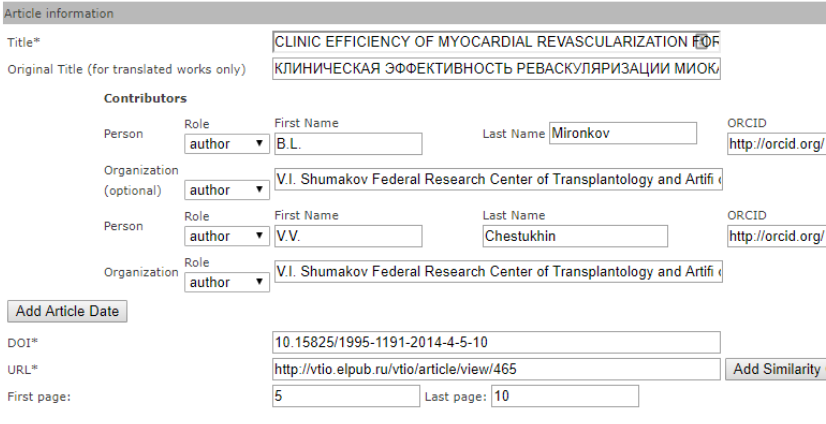 Article information
Title* CLINIC EFFICIENCY OF MYOCARDIAL REVASCULARIZATION FOR
Original Title (for translated works only) КЛИНИЧЕСКАЯ ЭФФЕКТИВНОСТЬ РЕВАСКУЛЯРИЗАЦИИ МИОКА
Contributors
Role First Name ORCID
Person author B.L. Last Name Mironkov http://orcid.org/
Organization
(optional) author V.I. Shumakov Federal Research Center of Transplantology and Artifi
Role First Name Last Name ORCID
Person author V.V. Chestukhin http://orcid.org/
Role
Organization author V.I. Shumakov Federal Research Center of Transplantology and Artifi
Add Article Date
DOI* 10.15825/1995-1191-2014-4-5-10
URL* http://vtio.elpub.ru/vtio/article/view/465 Add Similarity
First page: 5 Last page: 10